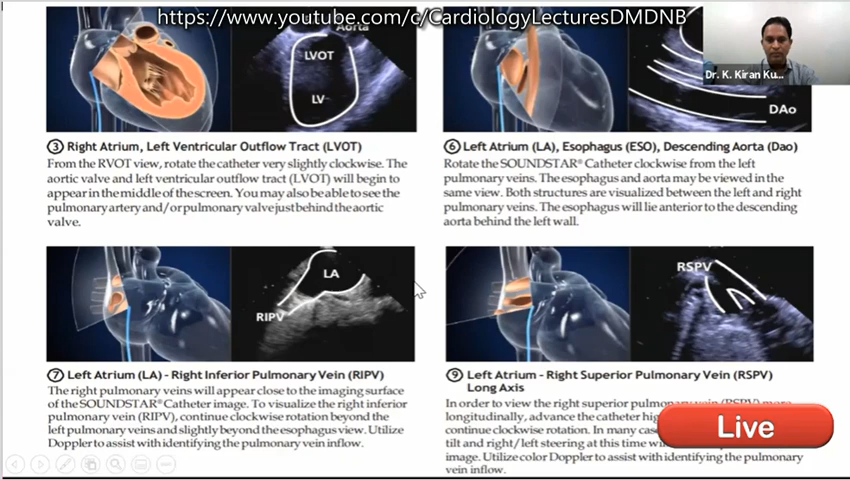 https://www.youtube.com/c/CardiologyLecturesDMDNB
Aorta
LVOT
LV
Dr. K. Kiran Ku...
DAo
3 Right Atrium, Left Ventricular Outflow Tract (LVOT)
From the RVOT view, rotate the catheter very slightly clockwise. The
aortic valve and left ventricular outflow tract (LVOT) will begin to
appear in the middle of the screen. You may also be able to see the
pulmonary artery and/or pulmonary valve just behind the aortic
valve.
6 Left Atrium (LA), Esophagus (ESO), Descending Aorta (Dao)
Rotate the SOUNDSTAR® Catheter clockwise from the left
pulmonary veins. The esophagus and aorta may be viewed in the
same view. Both structures are visualized between the left and right
pulmonary veins. The esophagus will lie anterior to the descending
aorta behind the left wall.
LA
RIPV
RSPV
7 Left Atrium (LA) - Right Inferior Pulmonary Vein (RIPV)
The right pulmonary veins will appear close to the imaging surface
of the SOUNDSTAR® Catheter image. To visualize the right inferior
pulmonary vein (RIPV), continue clockwise rotation beyond the
left pulmonary veins and slightly beyond the esophagus view. Utilize
Doppler to assist with identifying the pulmonary vein inflow.
9 Left Atrium - Right Superior Pulmonary Vein (RSPV)
Long Axis
In order to view the right superior pulmonary vein (RSPV) more
longitudinally, advance the catheter
continue clockwise rotation. In many
tilt and right/left steering at this time
image. Utilize color Doppler to assist with identifying the pulmonary
vein inflow.
Live